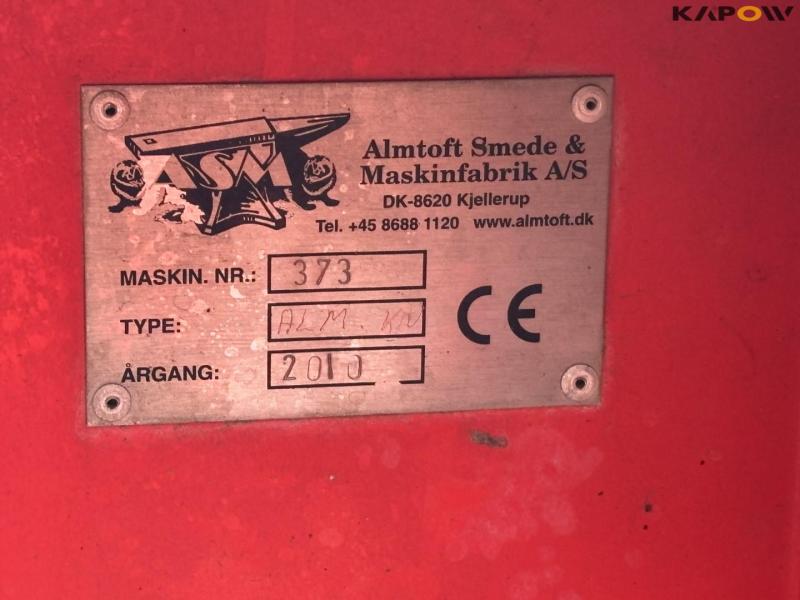 KAPOW
ASM
Almtoft Smede &
Maskinfabrik A/S
DK-8620 Kjellerup
Tel. +45 8688 1120 www.almtoft.dk
MASKIN. NR.: 373
TYPE: ALM.
ÅRGANG: 2010
CE